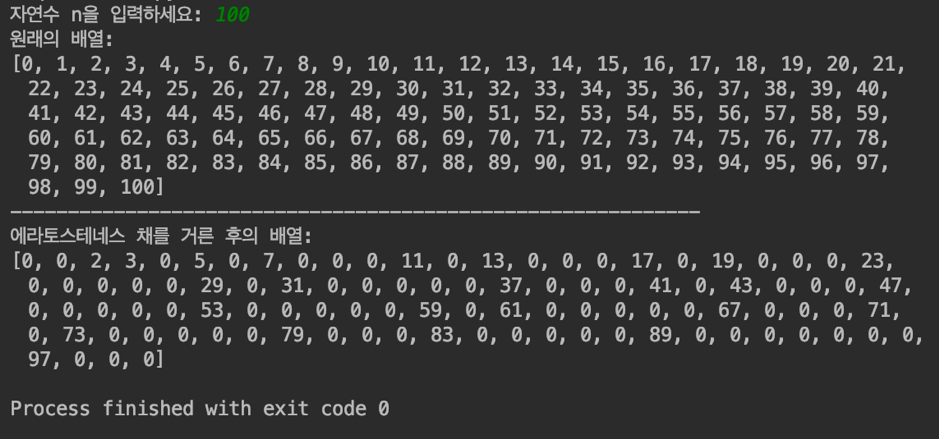 자연수 n을 입력하세요: 100
원래의 배열:
[0, 1, 2, 3, 4, 5, 6, 7, 8, 9, 10, 11, 12, 13, 14, 15, 16, 17, 18, 19, 20, 21,
22, 23, 24, 25, 26, 27, 28, 29, 30, 31, 32, 33, 34, 35, 36, 37, 38, 39, 40,
41, 42, 43, 44, 45, 46, 47, 48, 49, 50, 51, 52, 53, 54, 55, 56, 57, 58, 59,
60, 61, 62, 63, 64, 65, 66, 67, 68, 69, 70, 71, 72, 73, 74, 75, 76, 77, 78,
79, 80, 81, 82, 83, 84, 85, 86, 87, 88, 89, 90, 91, 92, 93, 94, 95, 96, 97,
98, 99, 100]
------------------------------------------------------------
에라토스테네스 채를 거른 후의 배열:
[0, 0, 2, 3, 0, 5, 0, 7, 0, 0, 0, 11, 0, 13, 0, 0, 0, 17, 0, 19, 0, 0, 0, 23,
0, 0, 0, 0, 0, 29, 0, 31, 0, 0, 0, 0, 0, 37, 0, 0, 0, 41, 0, 43, 0, 0, 0, 47,
0, 0, 0, 0, 0, 53, 0, 0, 0, 0, 0, 59, 0, 61, 0, 0, 0, 0, 0, 67, 0, 0, 0, 71,
0, 73, 0, 0, 0, 0, 0, 79, 0, 0, 0, 83, 0, 0, 0, 0, 0, 89, 0, 0, 0, 0, 0, 0, 0,
97, 0, 0, 0]
Process finished with exit code 0